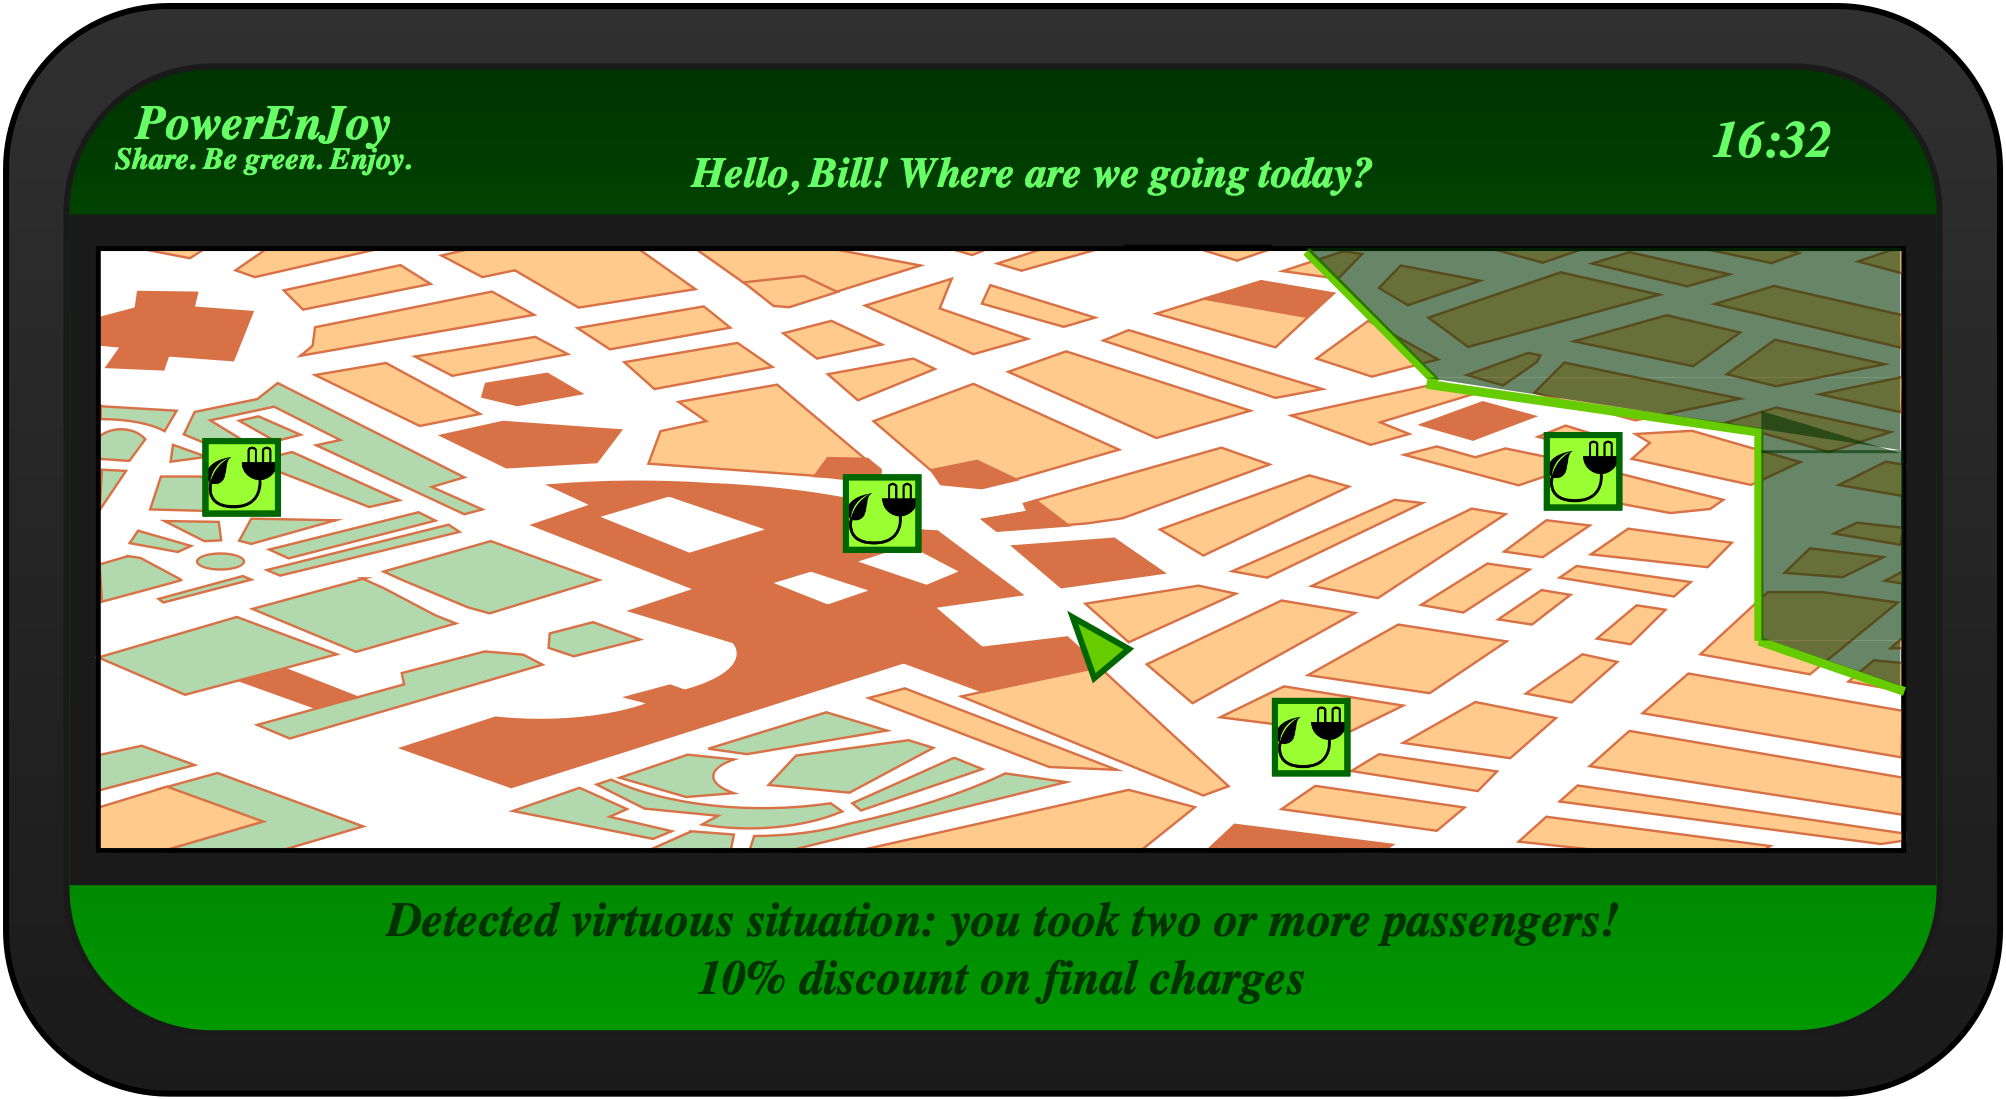 PowerEnJoy
Share. Be green. Enjoy.
Hello, Bill! Where are we going today?
16:32
Detected virtuous situation: you took two or more passengers!
10% discount on final charges